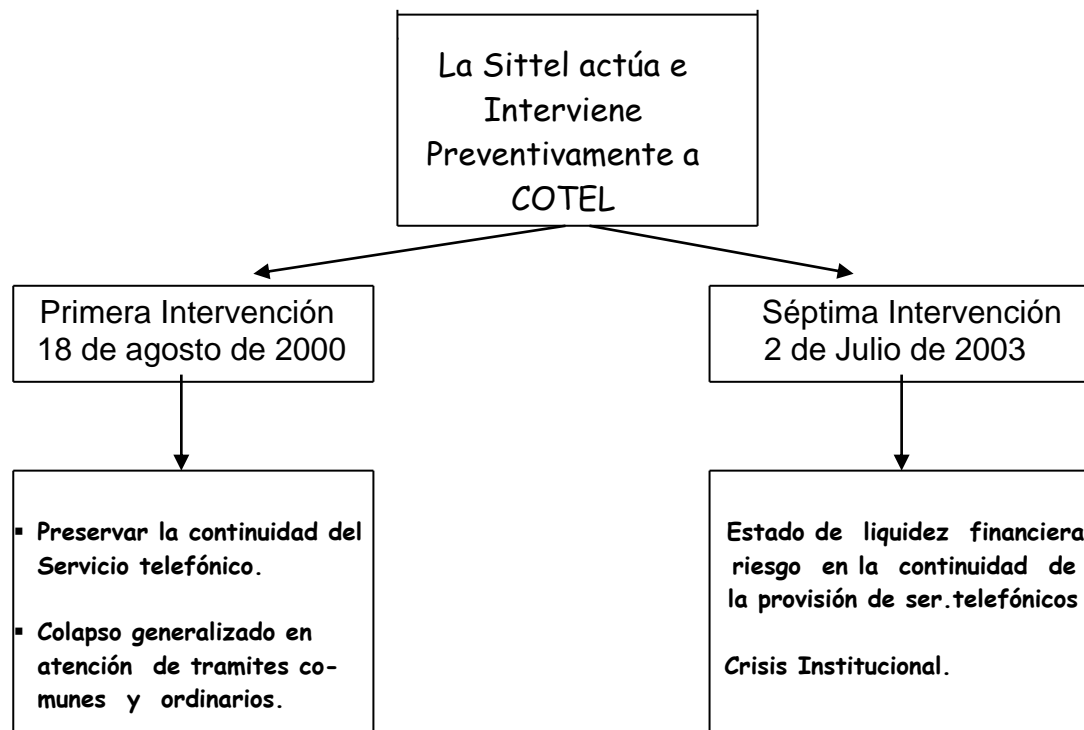 La Sittel actúa e
Interviene
Preventivamente a
COTEL
Primera Intervención
18 de agosto de 2000
Séptima Intervención
2 de Julio de 2003
▪ Preservar la continuidad del
Servicio telefónico.
▪ Colapso generalizado en
atención de tramites co-
munes y ordinarios.
Estado de liquidez financiera
riesgo en la continuidad de
la provisión de ser.telefónicos
Crisis Institucional.